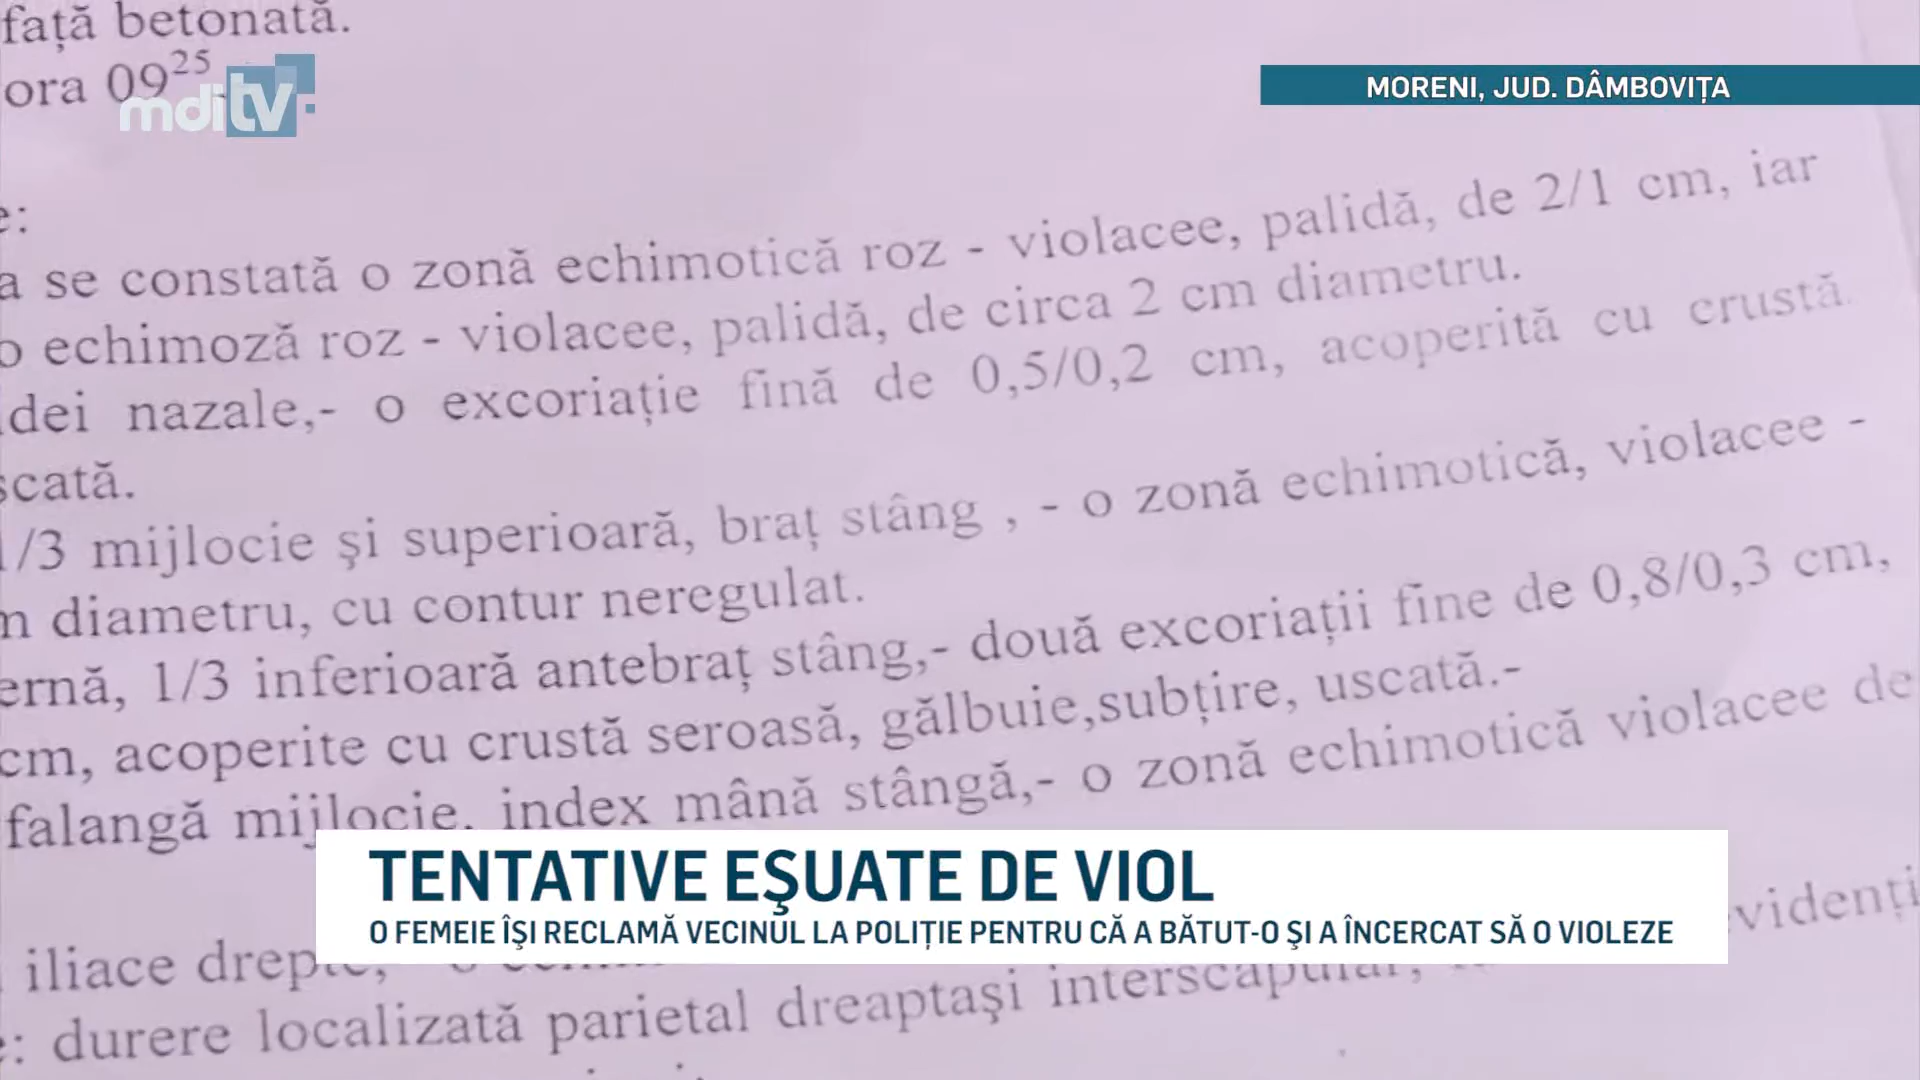 față betonată.
ora 09²⁵
mditv
MORENI, JUD. DÂMBOVIȚA
e:
a se constată o zonă echimotică roz - violacee, palidă, de 2/1 cm, iar
o echimoză roz - violacee, palidă, de circa 2 cm diametru.
dei nazale,- o excoriație fină de 0,5/0,2 cm, acoperită cu crustă
scată.
1/3 mijlocie și superioară, braț stâng , - o zonă echimotică, violacee -
m diametru, cu contur neregulat.
ernă, 1/3 inferioară antebraț stâng,- două excoriații fine de 0,8/0,3 cm,
cm, acoperite cu crustă seroasă, gălbuie,subțire, uscată.-
falangă mijlocie, index mână stângă,- o zonă echimotică violacee de
TENTATIVE EŞUATE DE VIOL
O FEMEIE ÎŞI RECLAMĂ VECINUL LA POLIȚIE PENTRU CĂ A BĂTUT-O ŞI A ÎNCERCAT SĂ O VIOLEZE
evidenți
iliace drepte, - o
e: durere localizată parietal dreaptași interscapular,